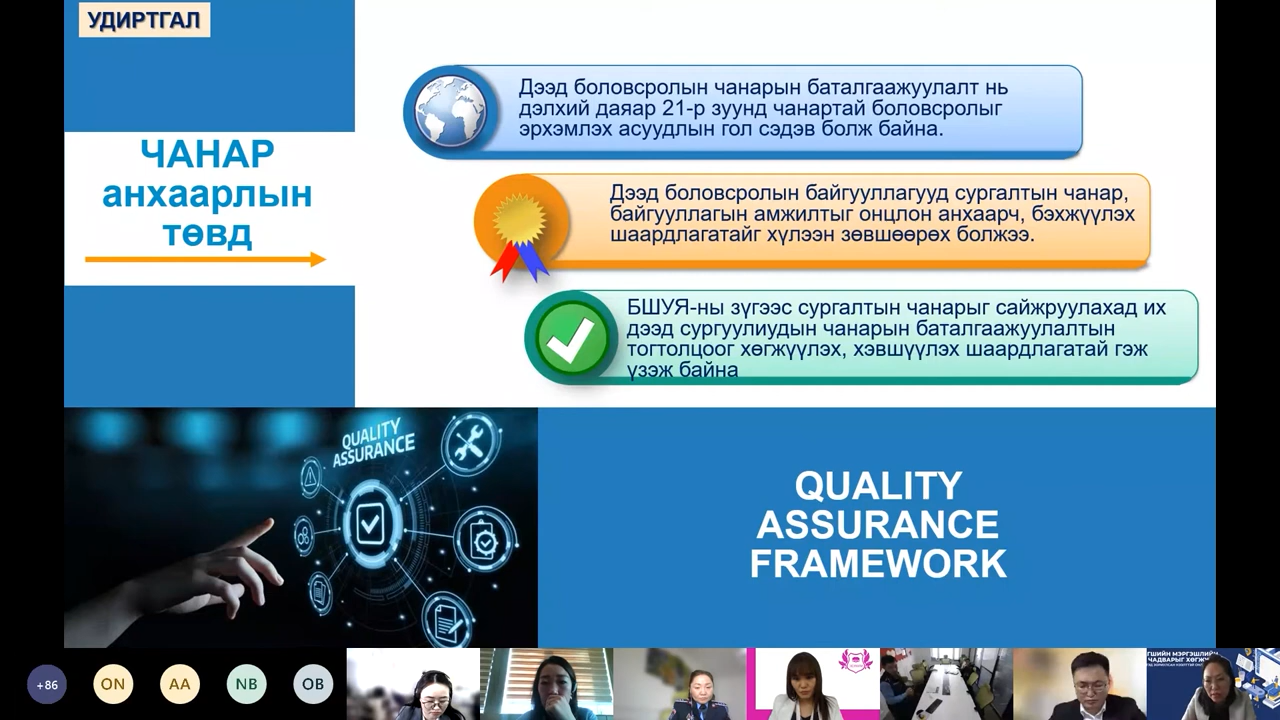 УДИРТГАЛ
ЧАНАР
анхаарлын
төвд
Дээд боловсролын чанарын баталгаажуулалт нь
дэлхий даяар 21-р зуунд чанартай боловсролыг
эрхэмлэх асуудлын гол сэдэв болж байна.
Дээд боловсролын байгууллагууд сургалтын чанар,
байгууллагын амжилтыг онцлон анхаарч, бэхжүүлэх
шаардлагатайг хүлээн зөвшөөрөх болжээ.
БШУЯ-ны зүгээс сургалтын чанарыг сайжруулахад их
дээд сургуулиудын чанарын баталгаажуулалтын
тогтолцоог хөгжүүлэх, хэвшүүлэх шаардлагатай гэж
үзэж байна
QUALITY
ASSURANCE
QUALITY
ASSURANCE
FRAMEWORK
+86
ON
AA
NB
OB
МЭРГЭШЛИЙН